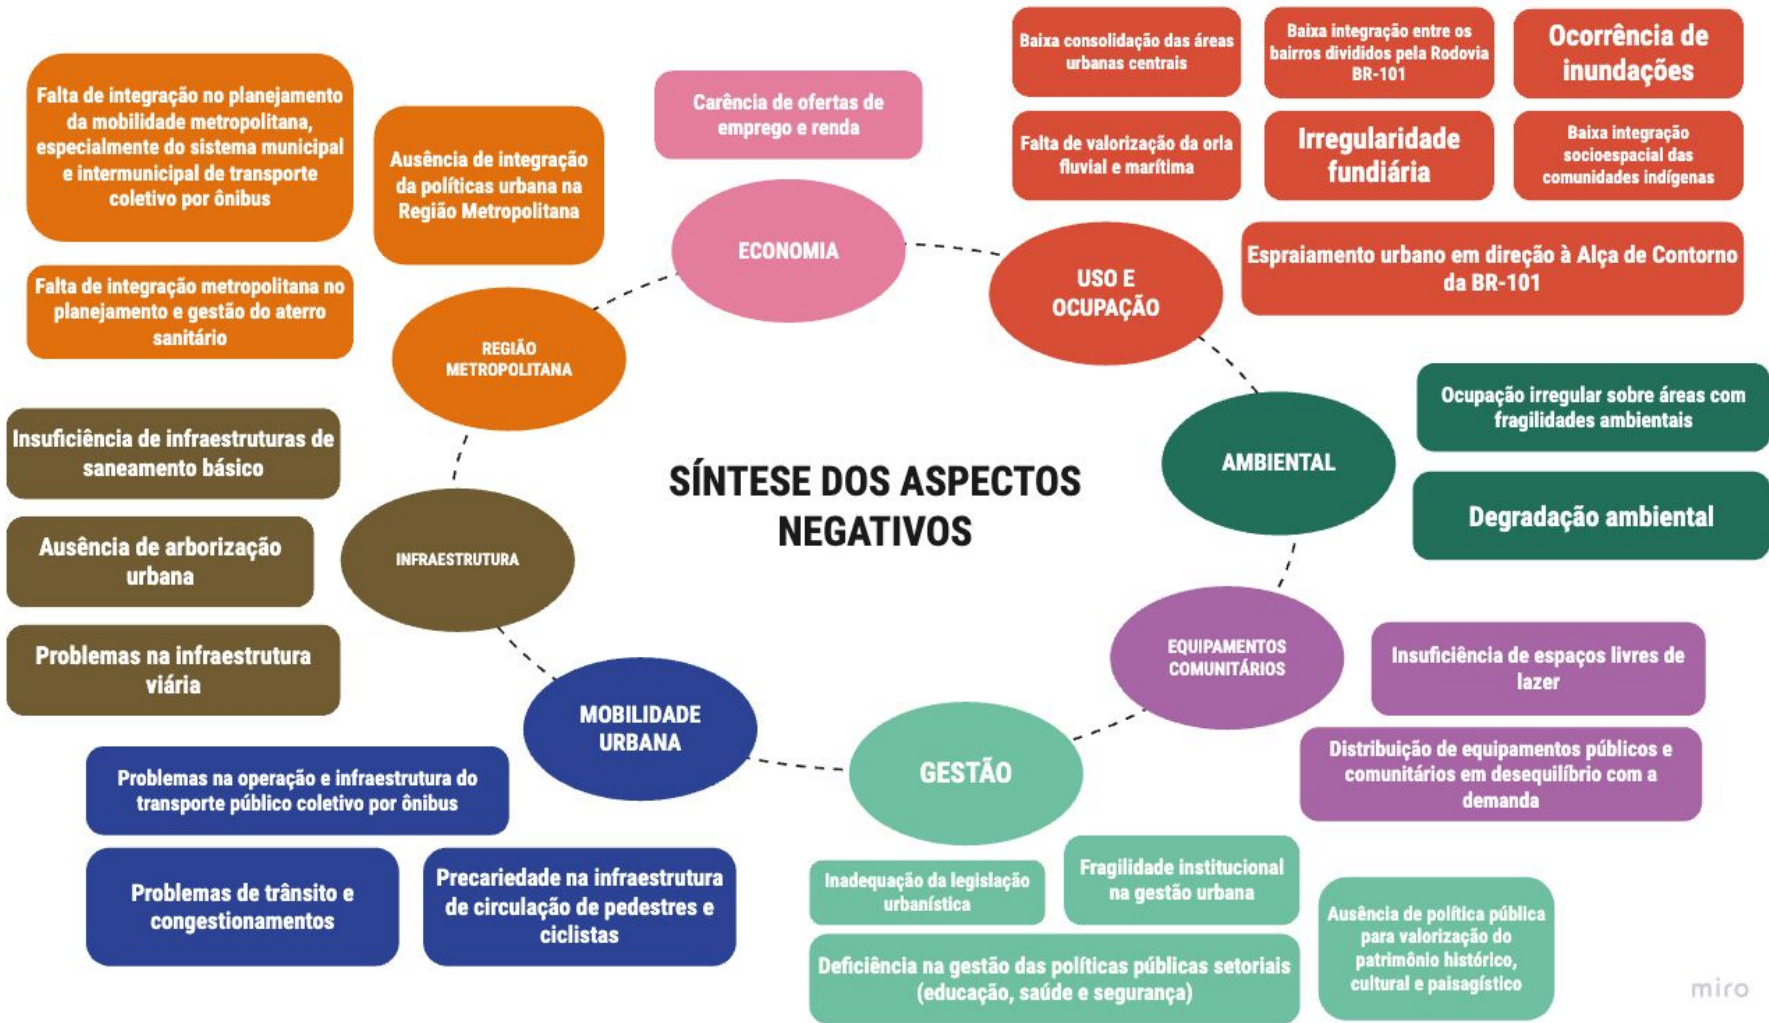 Falta de integração no planejamento
da mobilidade metropolitana,
especialmente do sistema municipal
e intermunicipal de transporte
coletivo por ônibus
Ausência de integração
da políticas urbana na
Região Metropolitana
Falta de integração metropolitana no
planejamento e gestão do aterro
sanitário
REGIÃO
METROPOLITANA
Carência de ofertas de
emprego e renda
ECONOMIA
Baixa consolidação das áreas
urbanas centrais
Baixa integração entre os
bairros divididos pela Rodovia
BR-101
Ocorrência de
inundações
Falta de valorização da orla
fluvial e marítima
Irregularidade
fundiária
Baixa integração
socioespacial das
comunidades indígenas
Espraiamento urbano em direção à Alça de Contorno
da BR-101
USO E
OCUPAÇÃO
Ocupação irregular sobre áreas com
fragilidades ambientais
Degradação ambiental
AMBIENTAL
SÍNTESE DOS ASPECTOS
NEGATIVOS
Insuficiência de infraestruturas de
saneamento básico
Ausência de arborização
urbana
Problemas na infraestrutura
viária
INFRAESTRUTURA
EQUIPAMENTOS
COMUNITÁRIOS
Insuficiência de espaços livres de
lazer
Distribuição de equipamentos públicos e
comunitários em desequilíbrio com a
demanda
MOBILIDADE
URBANA
Problemas na operação e infraestrutura do
transporte público coletivo por ônibus
Problemas de trânsito e
congestionamentos
Precariedade na infraestrutura
de circulação de pedestres e
ciclistas
GESTÃO
Inadequação da legislação
urbanística
Fragilidade institucional
na gestão urbana
Deficiência na gestão das políticas públicas setoriais
(educação, saúde e segurança)
Ausência de política pública
para valorização do
patrimônio histórico,
cultural e paisagístico
miro